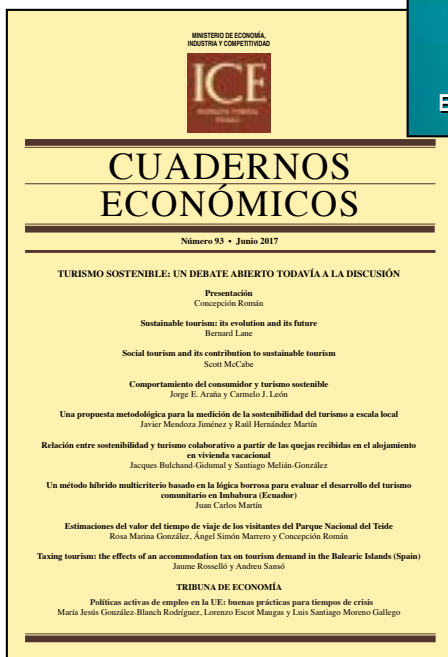 MINISTERIO DE ECONOMÍA,
INDUSTRIA Y COMPETITIVIDAD
ICE
CUADERNOS
ECONÓMICOS
Número 93 • Junio 2017
TURISMO SOSTENIBLE: UN DEBATE ABIERTO TODAVÍA A LA DISCUSIÓN
Presentación
Concepción Román
Sustainable tourism: its evolution and its future
Bernard Lane
Social tourism and its contribution to sustainable tourism
Scott McCabe
Comportamiento del consumidor y turismo sostenible
Jorge E. Araña y Carmelo J. León
Una propuesta metodológica para la medición de la sostenibilidad del turismo a escala local
Javier Mendoza Jiménez y Raúl Hernández Martín
Relación entre sostenibilidad y turismo colaborativo a partir de las quejas recibidas en el alojamiento
en vivienda vacacional
Jacques Bulchand-Gidumal y Santiago Melián-González
Un método híbrido multicriterio basado en la lógica borrosa para evaluar el desarrollo del turismo
comunitario en Imbabura (Ecuador)
Juan Carlos Martín
Estimaciones del valor del tiempo de viaje de los visitantes del Parque Nacional del Teide
Rosa Marina González, Ángel Simón Marrero y Concepción Román
Taxing tourism: the effects of an accommodation tax on tourism demand in the Balearic Islands (Spain)
Jaume Rosselló y Andreu Sansó
TRIBUNA DE ECONOMÍA
Políticas activas de empleo en la UE: buenas prácticas para tiempos de crisis
María Jesús González-Blanch Rodríguez, Lorenzo Escot Mangas y Luis Santiago Moreno Gallego